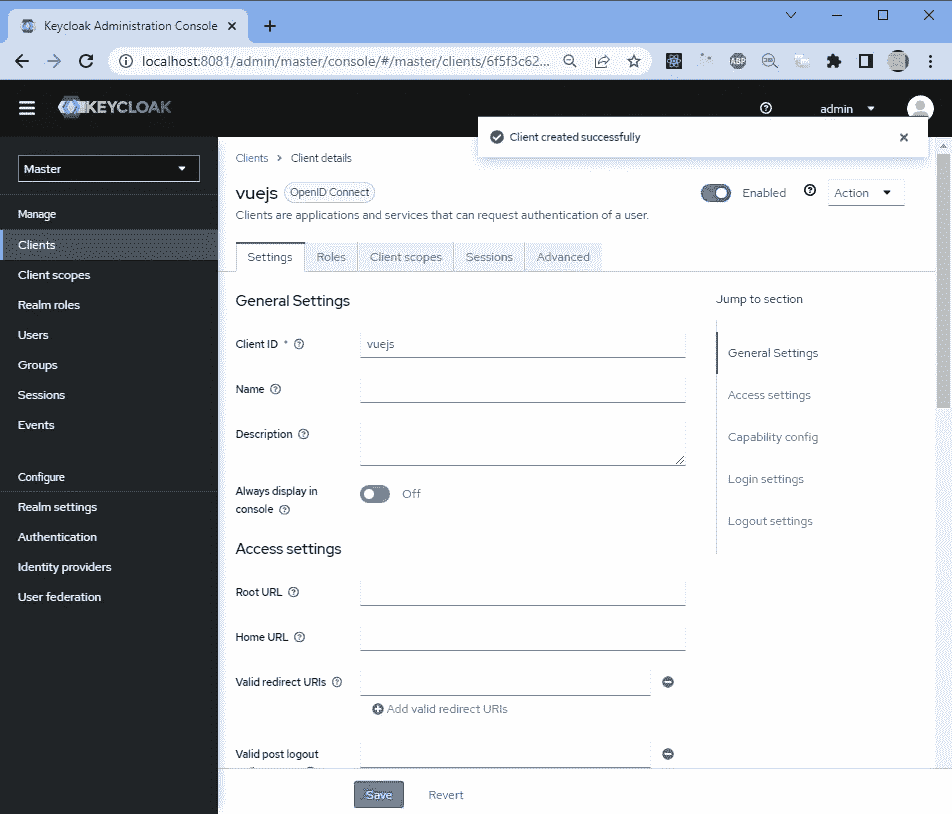 Keycloak Administration Console
localhost:8081/admin/master/console/#/master/clients/6f5f3c62...
ABP
KEYCLOAK
admin
Client created successfully
Master
Manage
Clients
Client scopes
Realm roles
Users
Groups
Sessions
Events
Configure
Realm settings
Authentication
Identity providers
User federation
Clients > Client details
vuejs OpenID Connect
Enabled
Action
Clients are applications and services that can request authentication of a user.
Settings Roles Client scopes Sessions Advanced
General Settings
Client ID *
vuejs
Name
Description
Always display in
console
Off
Access settings
Root URL
Home URL
Valid redirect URIs
Add valid redirect URIs
Valid post logout
Jump to section
General Settings
Access settings
Capability config
Login settings
Logout settings
Save
Revert